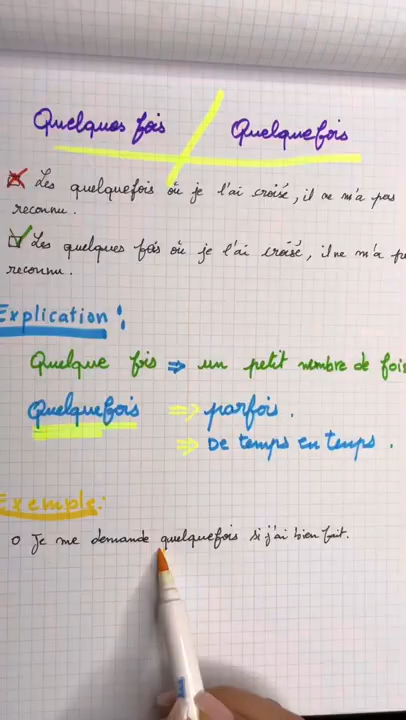 Quelques fois / Quelquefois
Les quelquefois où je l'ai croisé, il ne m'a pas
reconnu.
Les quelques fois où je l'ai croisé, il ne m'a
reconnu.
Explication :
Quelque fois ⇒ un petit nombre de fois
Quelquefois ⇒ parfois.
⇒ De temps en temps.
Exemple:
o Je me demande quelquefois si j'ai bien fait.